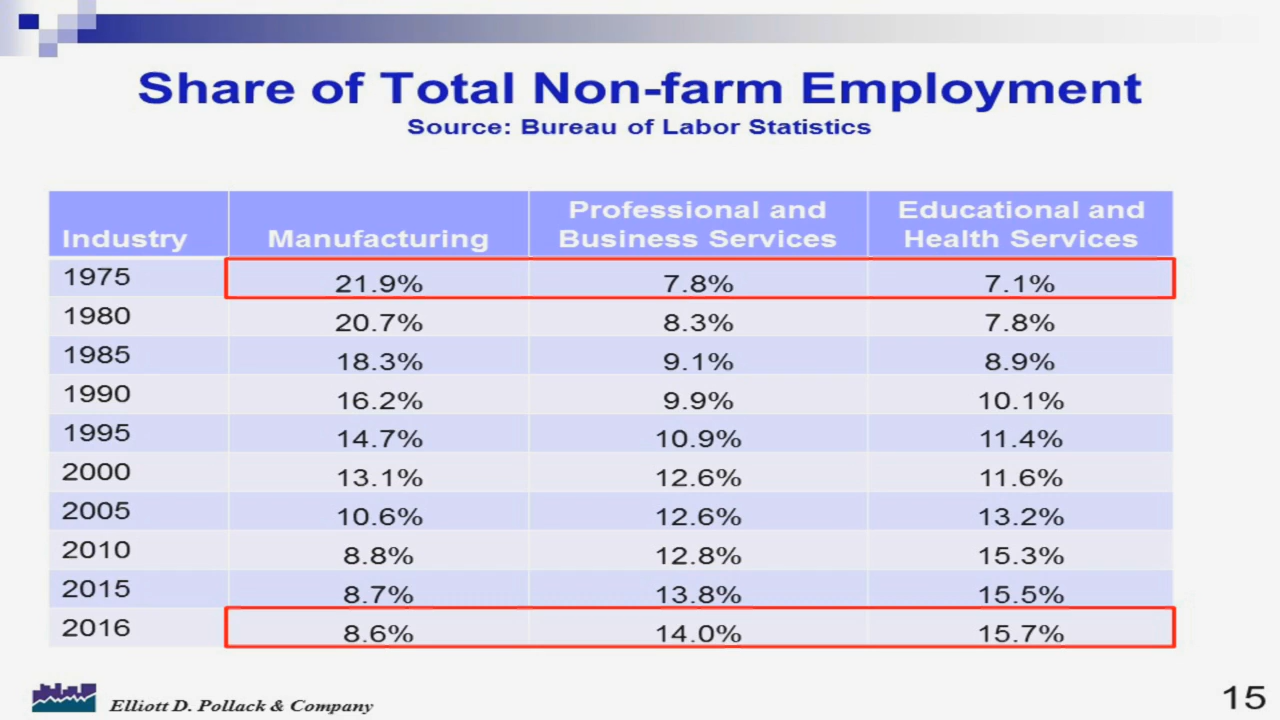 Share of Total Non-farm Employment
Source: Bureau of Labor Statistics
Industry Manufacturing Professional and Business Services Educational and Health Services
1975 21.9% 7.8% 7.1%
1980 20.7% 8.3% 7.8%
1985 18.3% 9.1% 8.9%
1990 16.2% 9.9% 10.1%
1995 14.7% 10.9% 11.4%
2000 13.1% 12.6% 11.6%
2005 10.6% 12.6% 13.2%
2010 8.8% 12.8% 15.3%
2015 8.7% 13.8% 15.5%
2016 8.6% 14.0% 15.7%
Elliott D. Pollack & Company
15